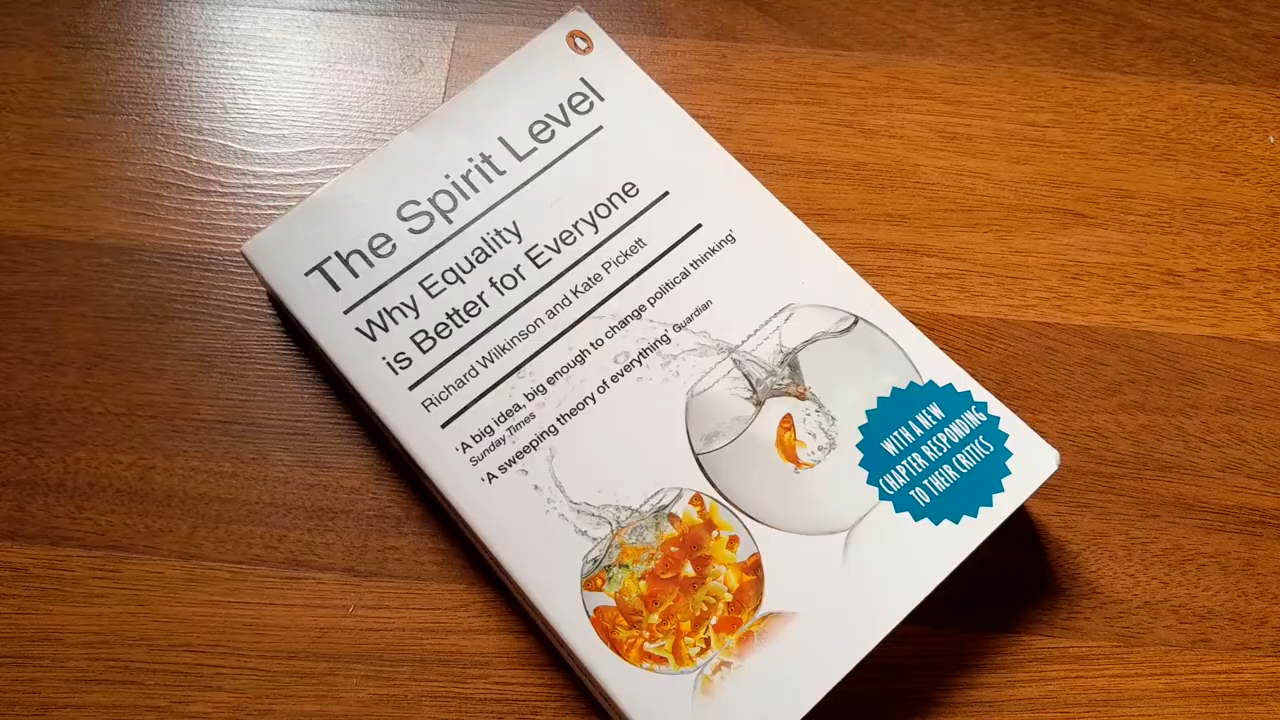 The Spirit Level
Why Equality
is Better for Everyone
Richard Wilkinson and Kate Pickett
‘A big idea, big enough to change political thinking’
Sunday Times
‘A sweeping theory of everything’ Guardian
WITH A NEW
CHAPTER RESPONDING
TO THEIR CRITICS